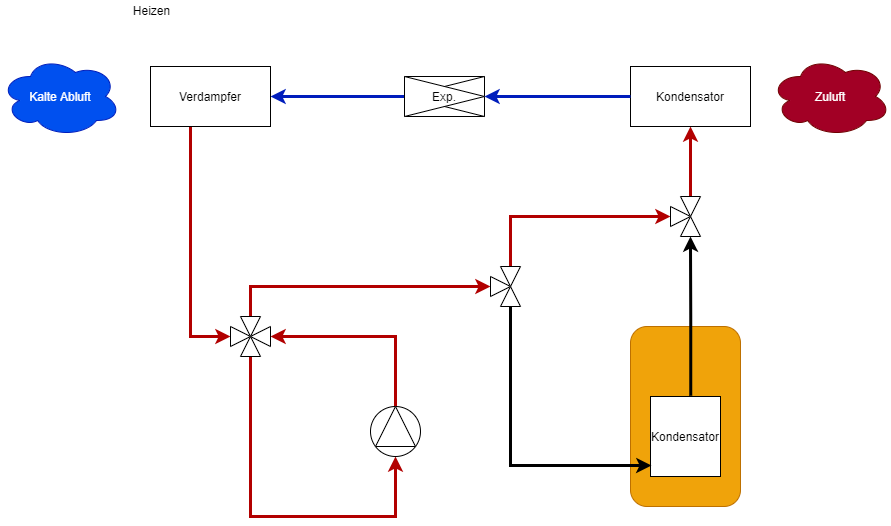 Heizen
Kalte Abluft
Verdampfer
Exp.
Kondensator
Zuluft
Kondensator